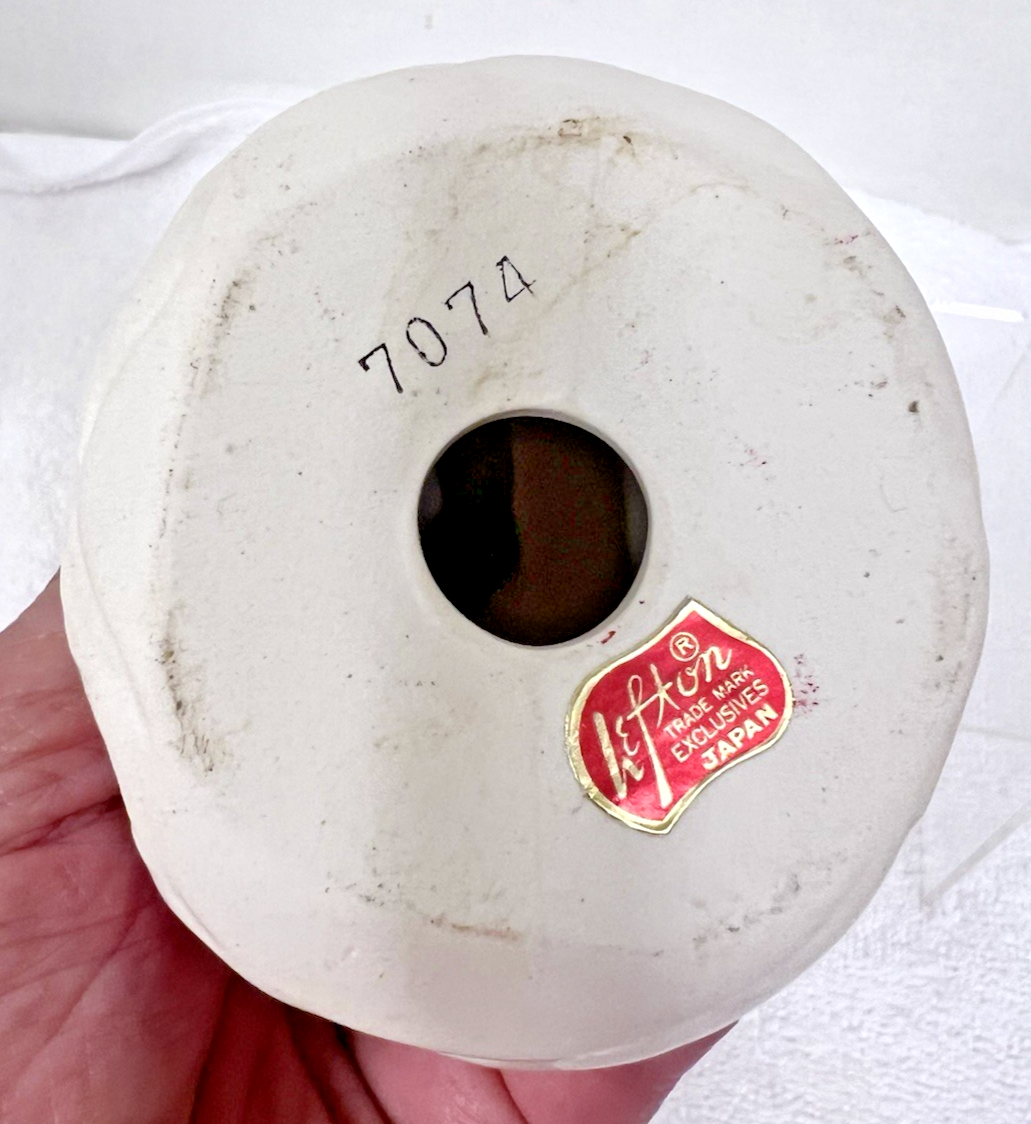 7074
Lefton ®
TRADE MARK
EXCLUSIVES
JAPAN